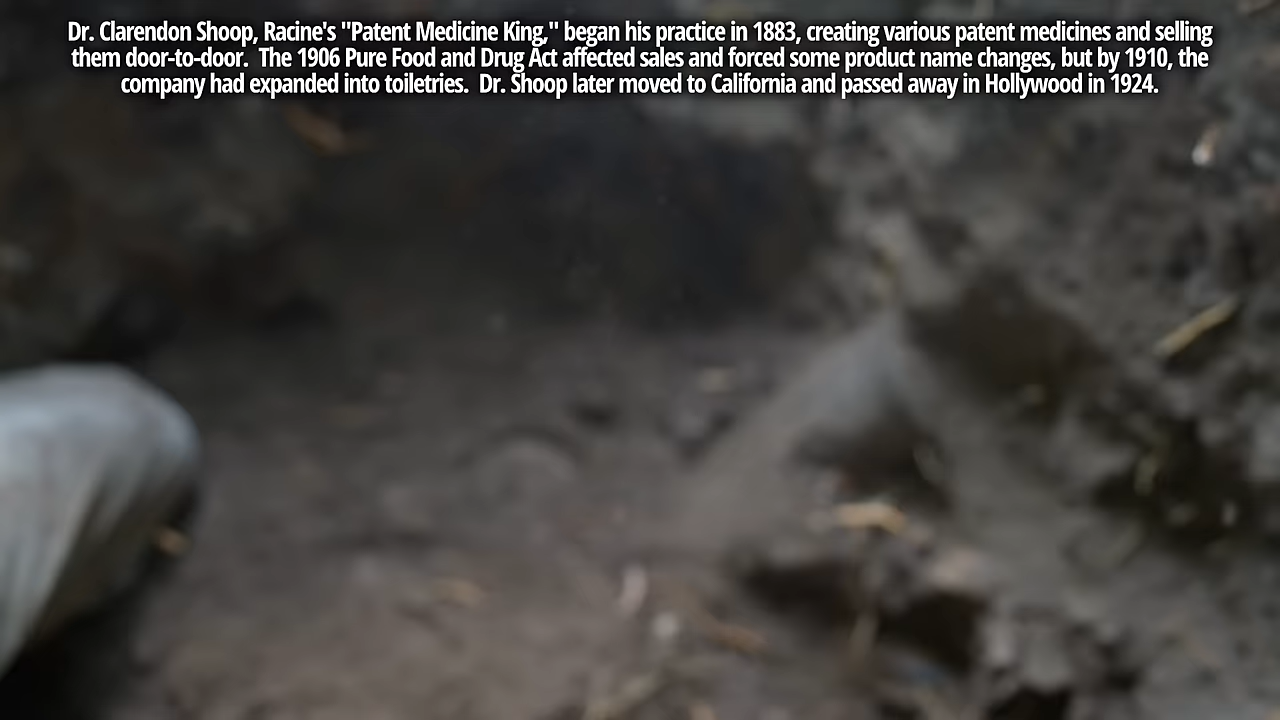 Dr. Clarendon Shoop, Racine's "Patent Medicine King," began his practice in 1883, creating various patent medicines and selling
them door-to-door.  The 1906 Pure Food and Drug Act affected sales and forced some product name changes, but by 1910, the
company had expanded into toiletries.  Dr. Shoop later moved to California and passed away in Hollywood in 1924.